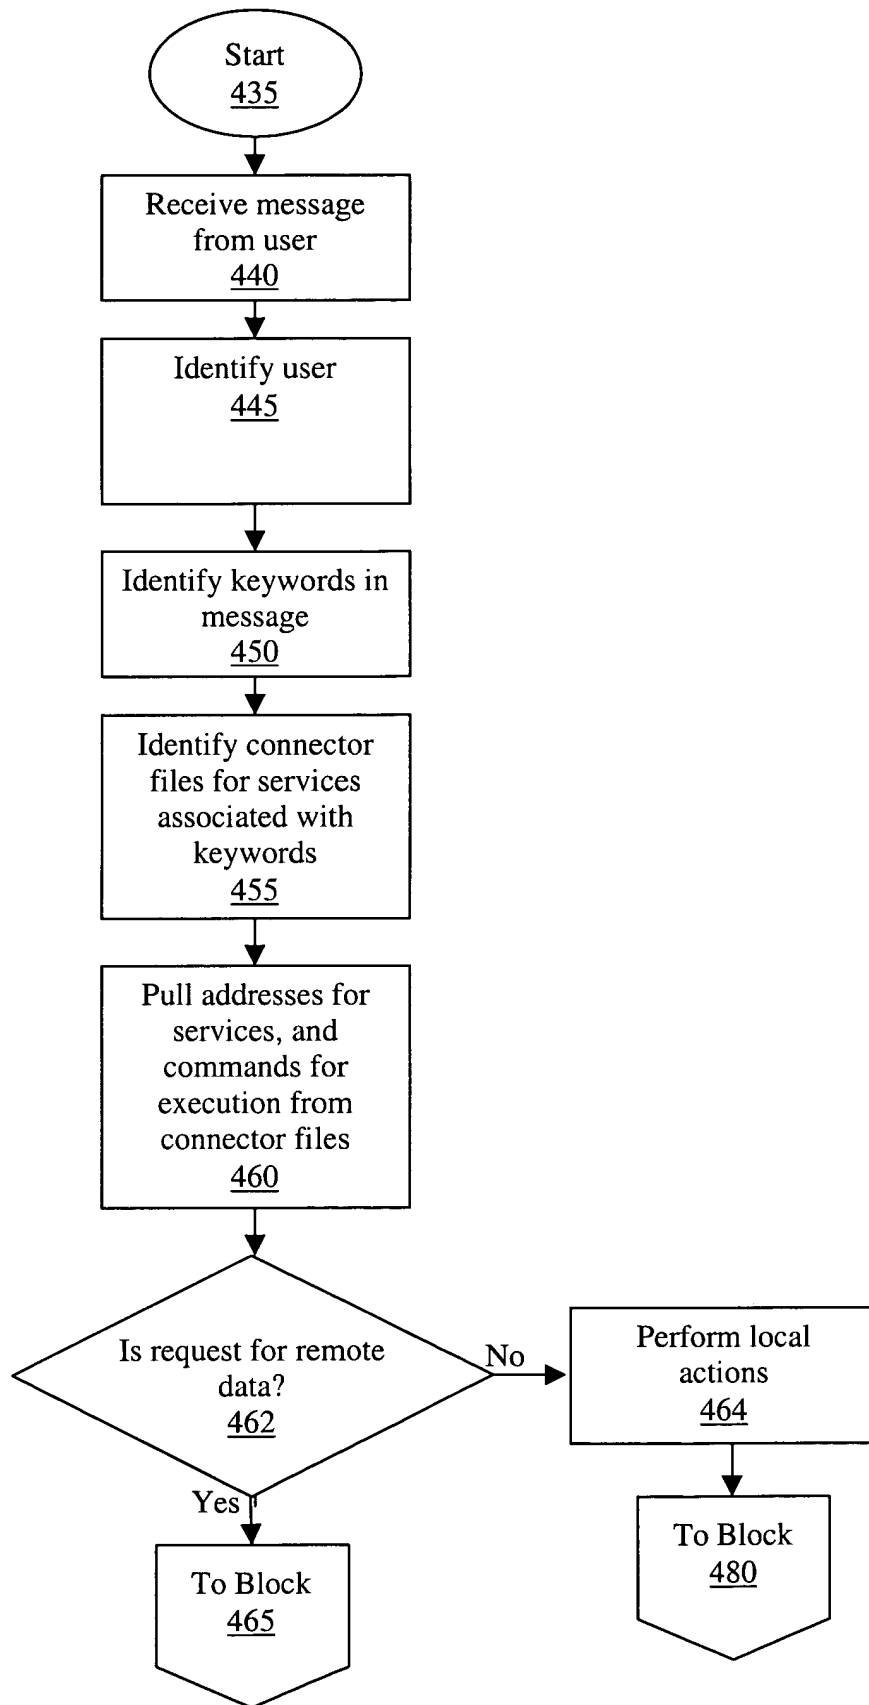 Start
435
Receive message
from user
440
Identify user
445
Identify keywords in
message
450
Identify connector
files for services
associated with
keywords
455
Pull addresses for
services, and
commands for
execution from
connector files
460
Is request for remote
data?
462
No
Perform local
actions
464
Yes
To Block
465
To Block
480